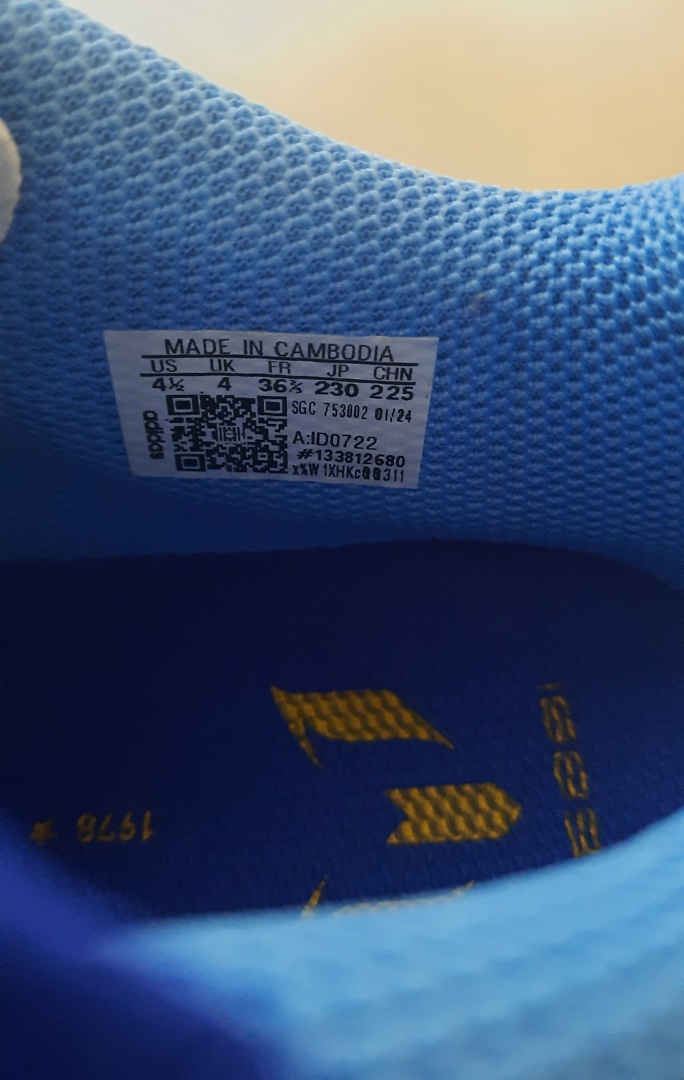 MADE IN CAMBODIA
US UK FR JP CHN
4½ 4 36⅔ 230 225
SGC 753002 01/24
adidas
A:ID0722
#133812680
1978 ★